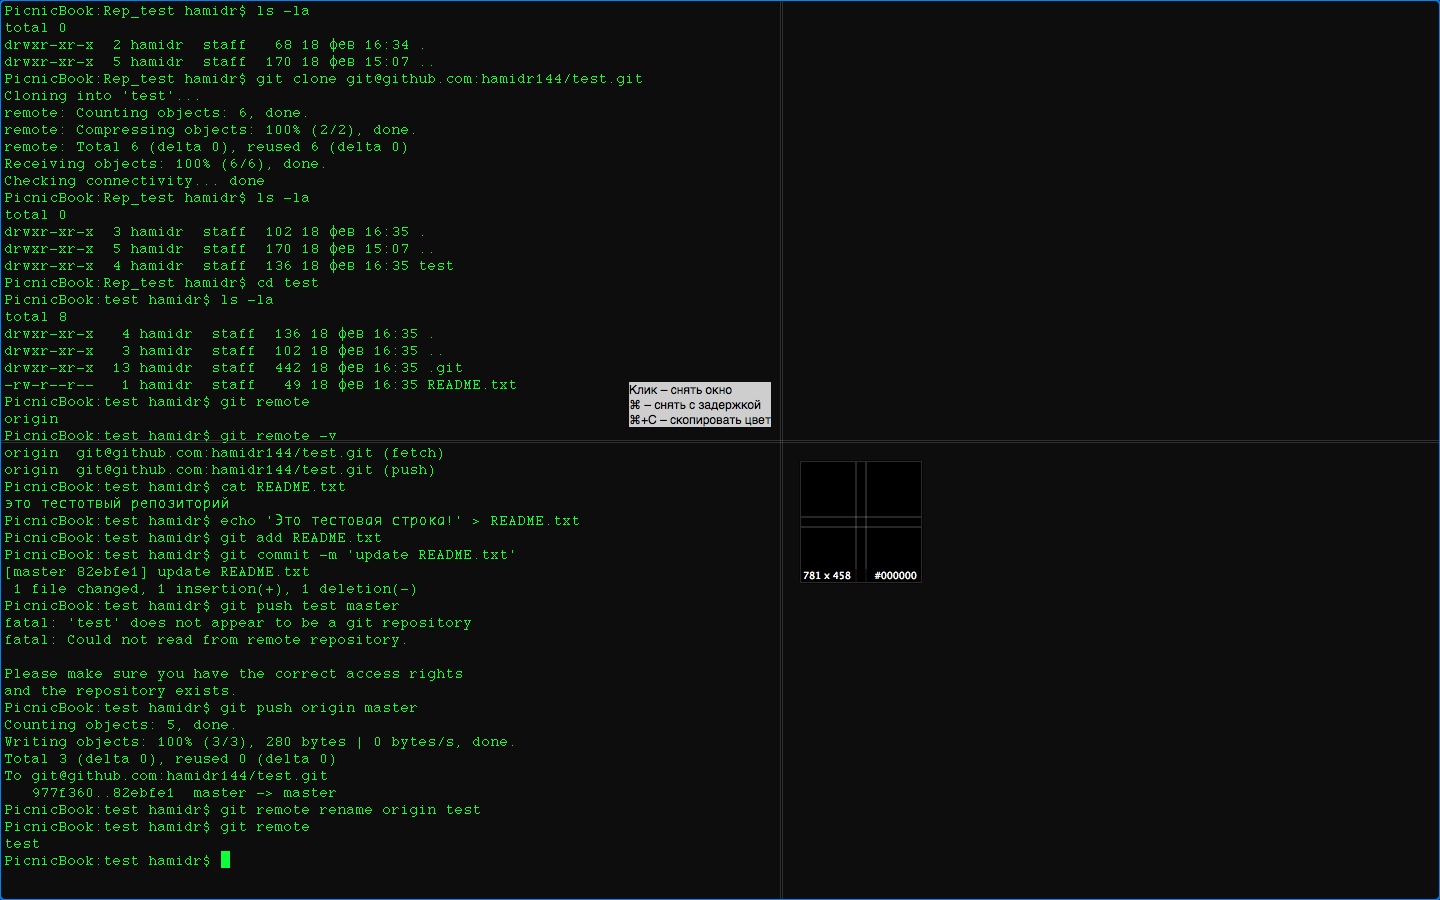 PicnicBook:Rep_test hamidr$ ls -la
total 0
drwxr-xr-x  2 hamidr  staff   68 18 фев 16:34 .
drwxr-xr-x  5 hamidr  staff  170 18 фев 15:07 ..
PicnicBook:Rep_test hamidr$ git clone git@github.com:hamidr144/test.git
Cloning into 'test'...
remote: Counting objects: 6, done.
remote: Compressing objects: 100% (2/2), done.
remote: Total 6 (delta 0), reused 6 (delta 0)
Receiving objects: 100% (6/6), done.
Checking connectivity... done
PicnicBook:Rep_test hamidr$ ls -la
total 0
drwxr-xr-x  3 hamidr  staff  102 18 фев 16:35 .
drwxr-xr-x  5 hamidr  staff  170 18 фев 15:07 ..
drwxr-xr-x  4 hamidr  staff  136 18 фев 16:35 test
PicnicBook:Rep_test hamidr$ cd test
PicnicBook:test hamidr$ ls -la
total 8
drwxr-xr-x   4 hamidr  staff  136 18 фев 16:35 .
drwxr-xr-x   3 hamidr  staff  102 18 фев 16:35 ..
drwxr-xr-x  13 hamidr  staff  442 18 фев 16:35 .git
-rw-r--r--   1 hamidr  staff   49 18 фев 16:35 README.txt
PicnicBook:test hamidr$ git remote
origin
PicnicBook:test hamidr$ git remote -v
origin  git@github.com:hamidr144/test.git (fetch)
origin  git@github.com:hamidr144/test.git (push)
PicnicBook:test hamidr$ cat README.txt
это тестотвый репозиторий
PicnicBook:test hamidr$ echo 'Это тестовая строка!' > README.txt
PicnicBook:test hamidr$ git add README.txt
PicnicBook:test hamidr$ git commit -m 'update README.txt'
[master 82ebfe1] update README.txt
 1 file changed, 1 insertion(+), 1 deletion(-)
PicnicBook:test hamidr$ git push test master
fatal: 'test' does not appear to be a git repository
fatal: Could not read from remote repository.

Please make sure you have the correct access rights
and the repository exists.
PicnicBook:test hamidr$ git push origin master
Counting objects: 5, done.
Writing objects: 100% (3/3), 280 bytes | 0 bytes/s, done.
Total 3 (delta 0), reused 0 (delta 0)
To git@github.com:hamidr144/test.git
   977f360..82ebfe1  master -> master
PicnicBook:test hamidr$ git remote rename origin test
PicnicBook:test hamidr$ git remote
test
PicnicBook:test hamidr$
Клик – снять окно
⌘ – снять с задержкой
⌘+C – скопировать цвет
781 x 458 #000000